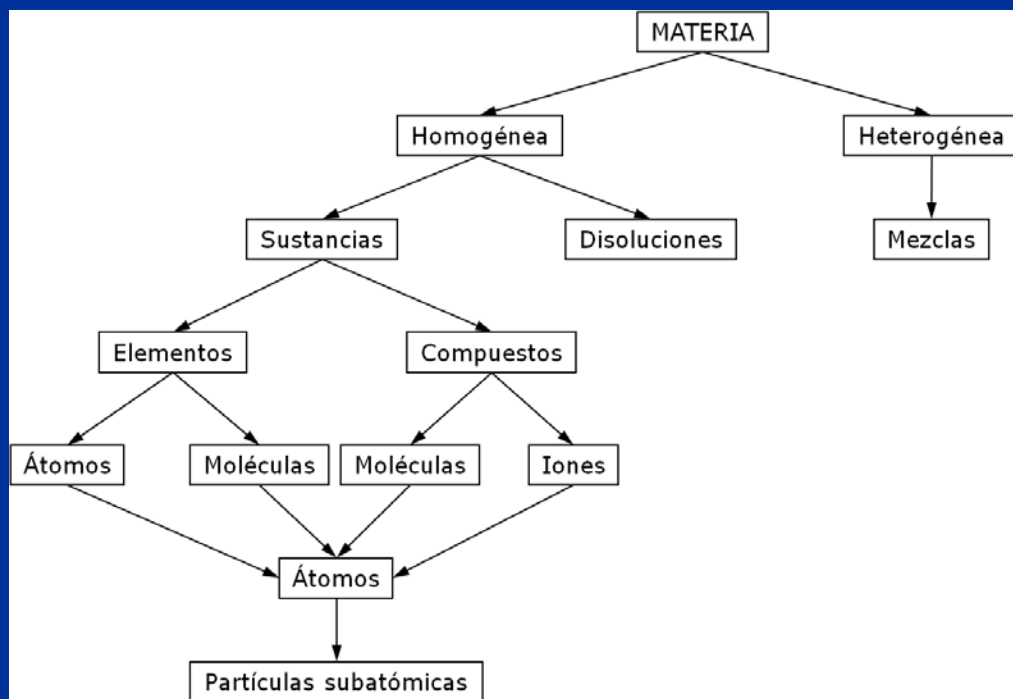 MATERIA
Homogénea
Heterogénea
Sustancias
Disoluciones
Mezclas
Elementos
Compuestos
Átomos
Moléculas
Moléculas
Iones
Átomos
Partículas subatómicas